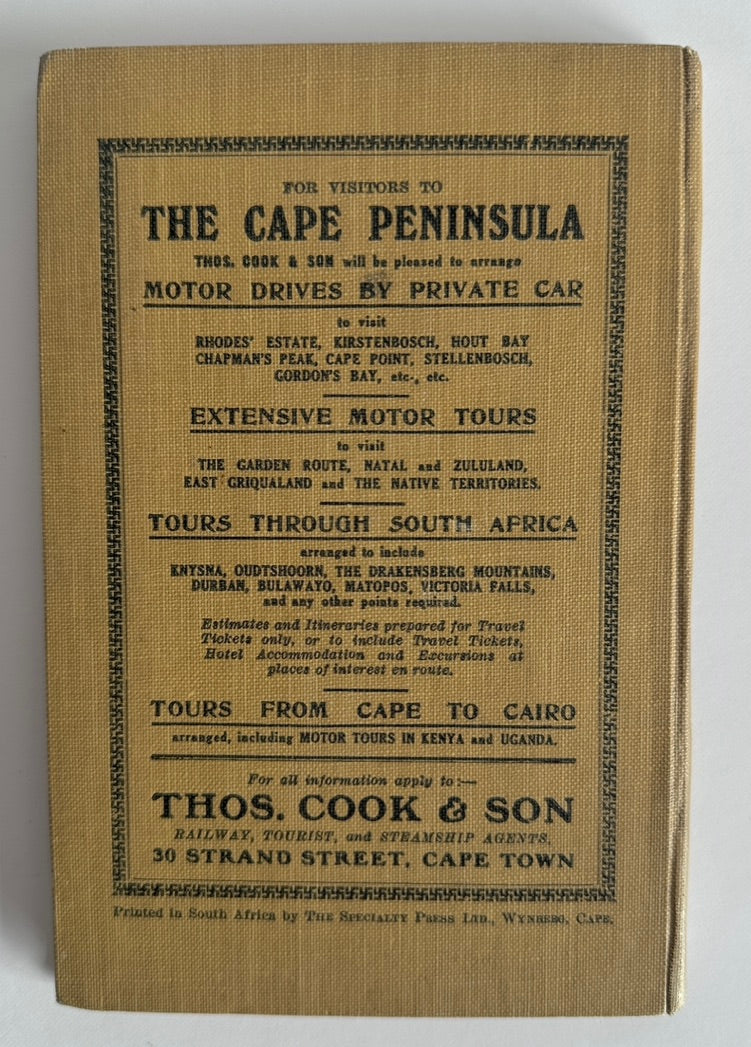 FOR VISITORS TO
THE CAPE PENINSULA
THOS. COOK & SON will be pleased to arrange
MOTOR DRIVES BY PRIVATE CAR
to visit
RHODES' ESTATE, KIRSTENBOSCH, HOUT BAY
CHAPMAN'S PEAK, CAPE POINT, STELLENBOSCH,
GORDON'S BAY, etc., etc.
EXTENSIVE MOTOR TOURS
to visit
THE GARDEN ROUTE, NATAL and ZULULAND,
EAST GRIQUALAND and THE NATIVE TERRITORIES.
TOURS THROUGH SOUTH AFRICA
arranged to include
KNYSNA, OUDTSHOORN, THE DRAKENSBERG MOUNTAINS,
DURBAN, BULAWAYO, MATOPOS, VICTORIA FALLS,
and any other points required.
Estimates and Itineraries prepared for Travel
Tickets only, or to include Travel Tickets,
Hotel Accommodation and Excursions at
places of interest en route.
TOURS FROM CAPE TO CAIRO
arranged, including MOTOR TOURS IN KENYA and UGANDA.
For all information apply to:—
THOS. COOK & SON
RAILWAY, TOURIST, and STEAMSHIP AGENTS,
30 STRAND STREET, CAPE TOWN
Printed in South Africa by THE SPECIALTY PRESS LTD., WYNBERG, CAPE.